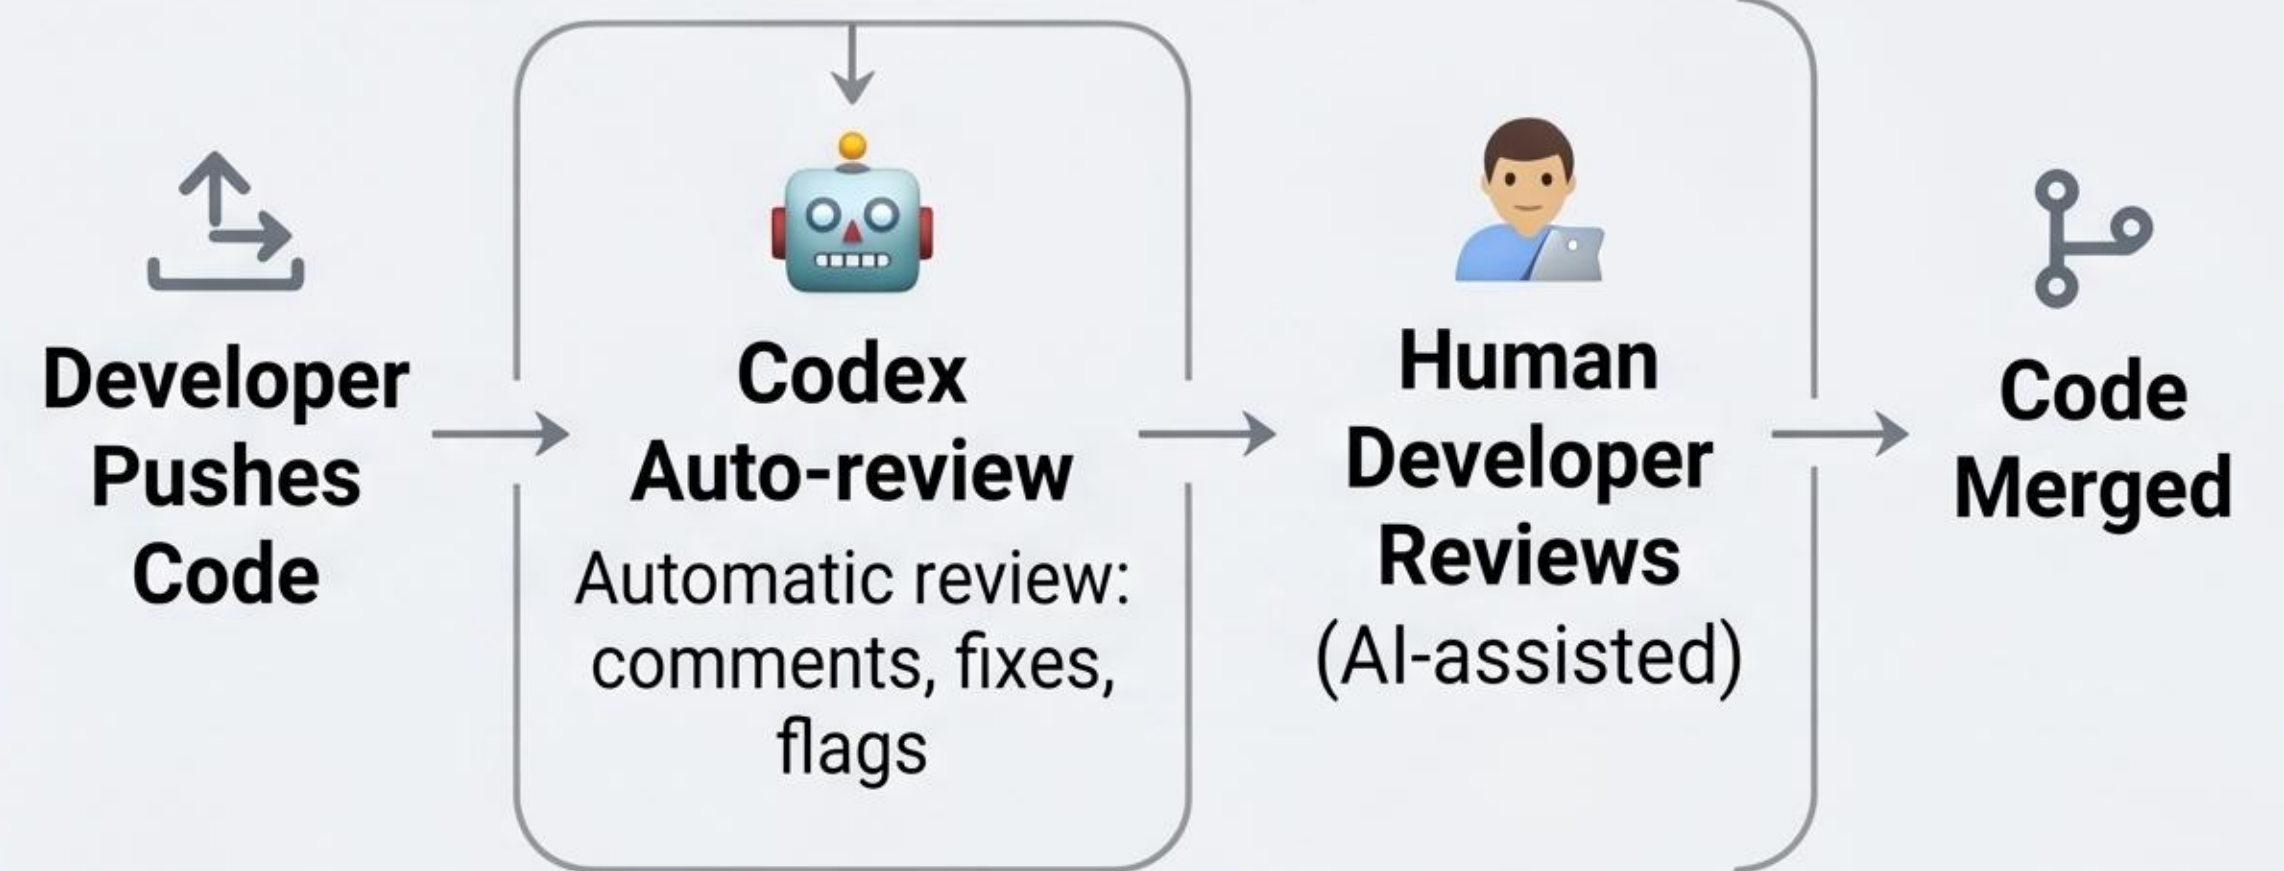 Developer
Pushes
Code
Codex
Auto-review
Automatic review:
comments, fixes,
flags
Human
Developer
Reviews
(AI-assisted)
Code
Merged